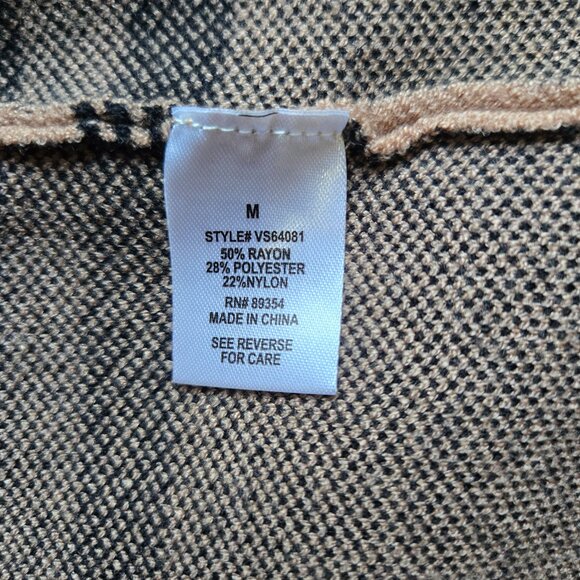 M
STYLE# VS64081
50% RAYON
28% POLYESTER
22%NYLON
RN# 89354
MADE IN CHINA
SEE REVERSE
FOR CARE